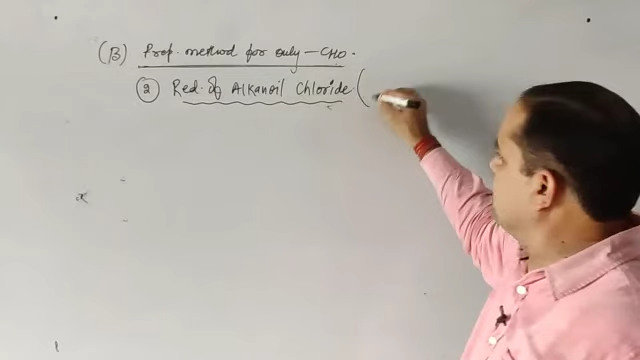 (B) Prep. method for only – CHO.
(2) Red. of Alkanoil Chloride (